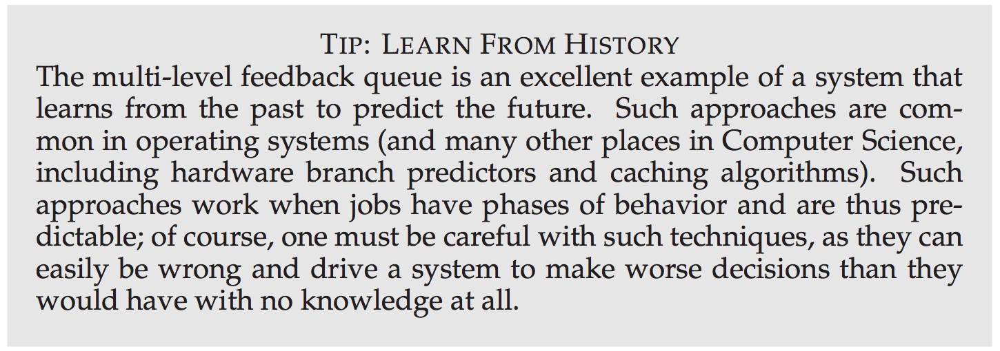 TIP: LEARN FROM HISTORY
The multi-level feedback queue is an excellent example of a system that
learns from the past to predict the future. Such approaches are com-
mon in operating systems (and many other places in Computer Science,
including hardware branch predictors and caching algorithms). Such
approaches work when jobs have phases of behavior and are thus pre-
dictable; of course, one must be careful with such techniques, as they can
easily be wrong and drive a system to make worse decisions than they
would have with no knowledge at all.